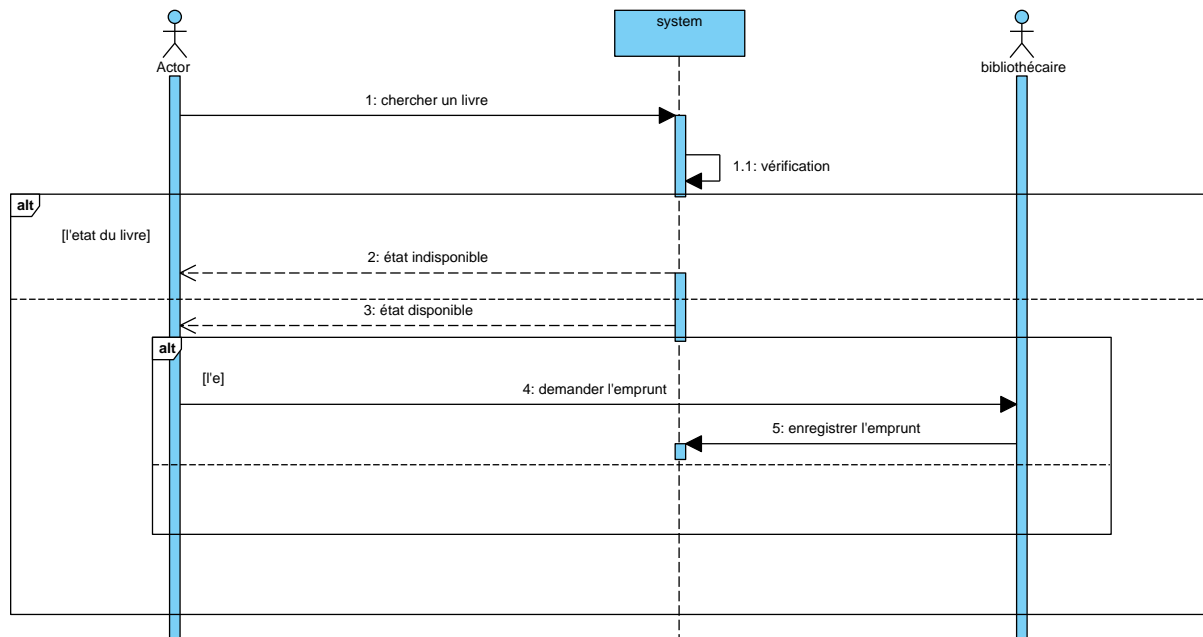 system
Actor
bibliothécaire
1: chercher un livre
1.1: vérification
alt
[l'etat du livre]
2: état indisponible
3: état disponible
alt
[l'e]
4: demander l'emprunt
5: enregistrer l'emprunt